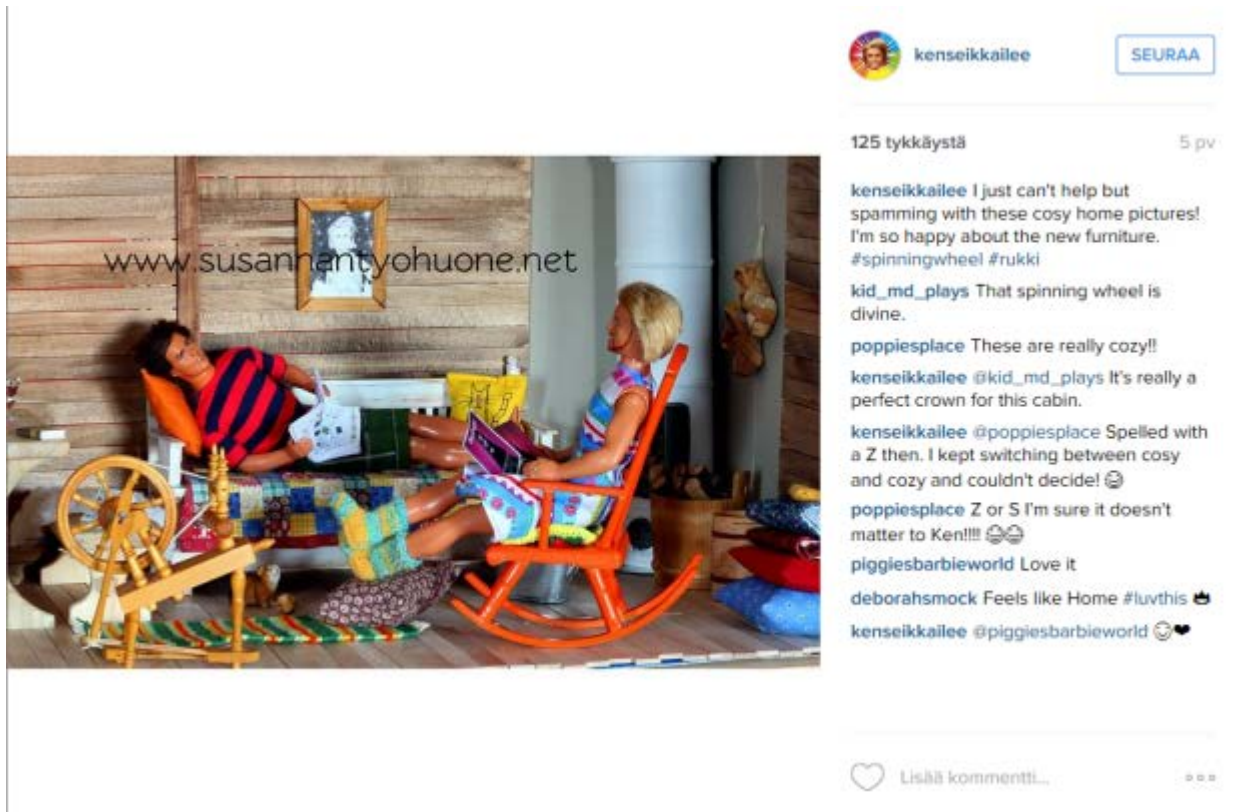 kenseikkailee
SEURAA
125 tykkäystä
5 pv
kenseikkailee I just can't help but
spamming with these cosy home pictures!
I'm so happy about the new furniture.
#spinningwheel #rukki
kid_md_plays That spinning wheel is
divine.
poppiesplace These are really cozy!!
kenseikkailee @kid_md_plays It's really a
perfect crown for this cabin.
kenseikkailee @poppiesplace Spelled with
a Z then. I kept switching between cosy
and cozy and couldn't decide! 😂
poppiesplace Z or S I'm sure it doesn't
matter to Ken!!!! 😂😂
piggiesbarbieworld Love it
deborahsmock Feels like Home #luvthis
kenseikkailee @piggiesbarbieworld 😊❤
Lisää kommentti...
www.susannantyohuone.net